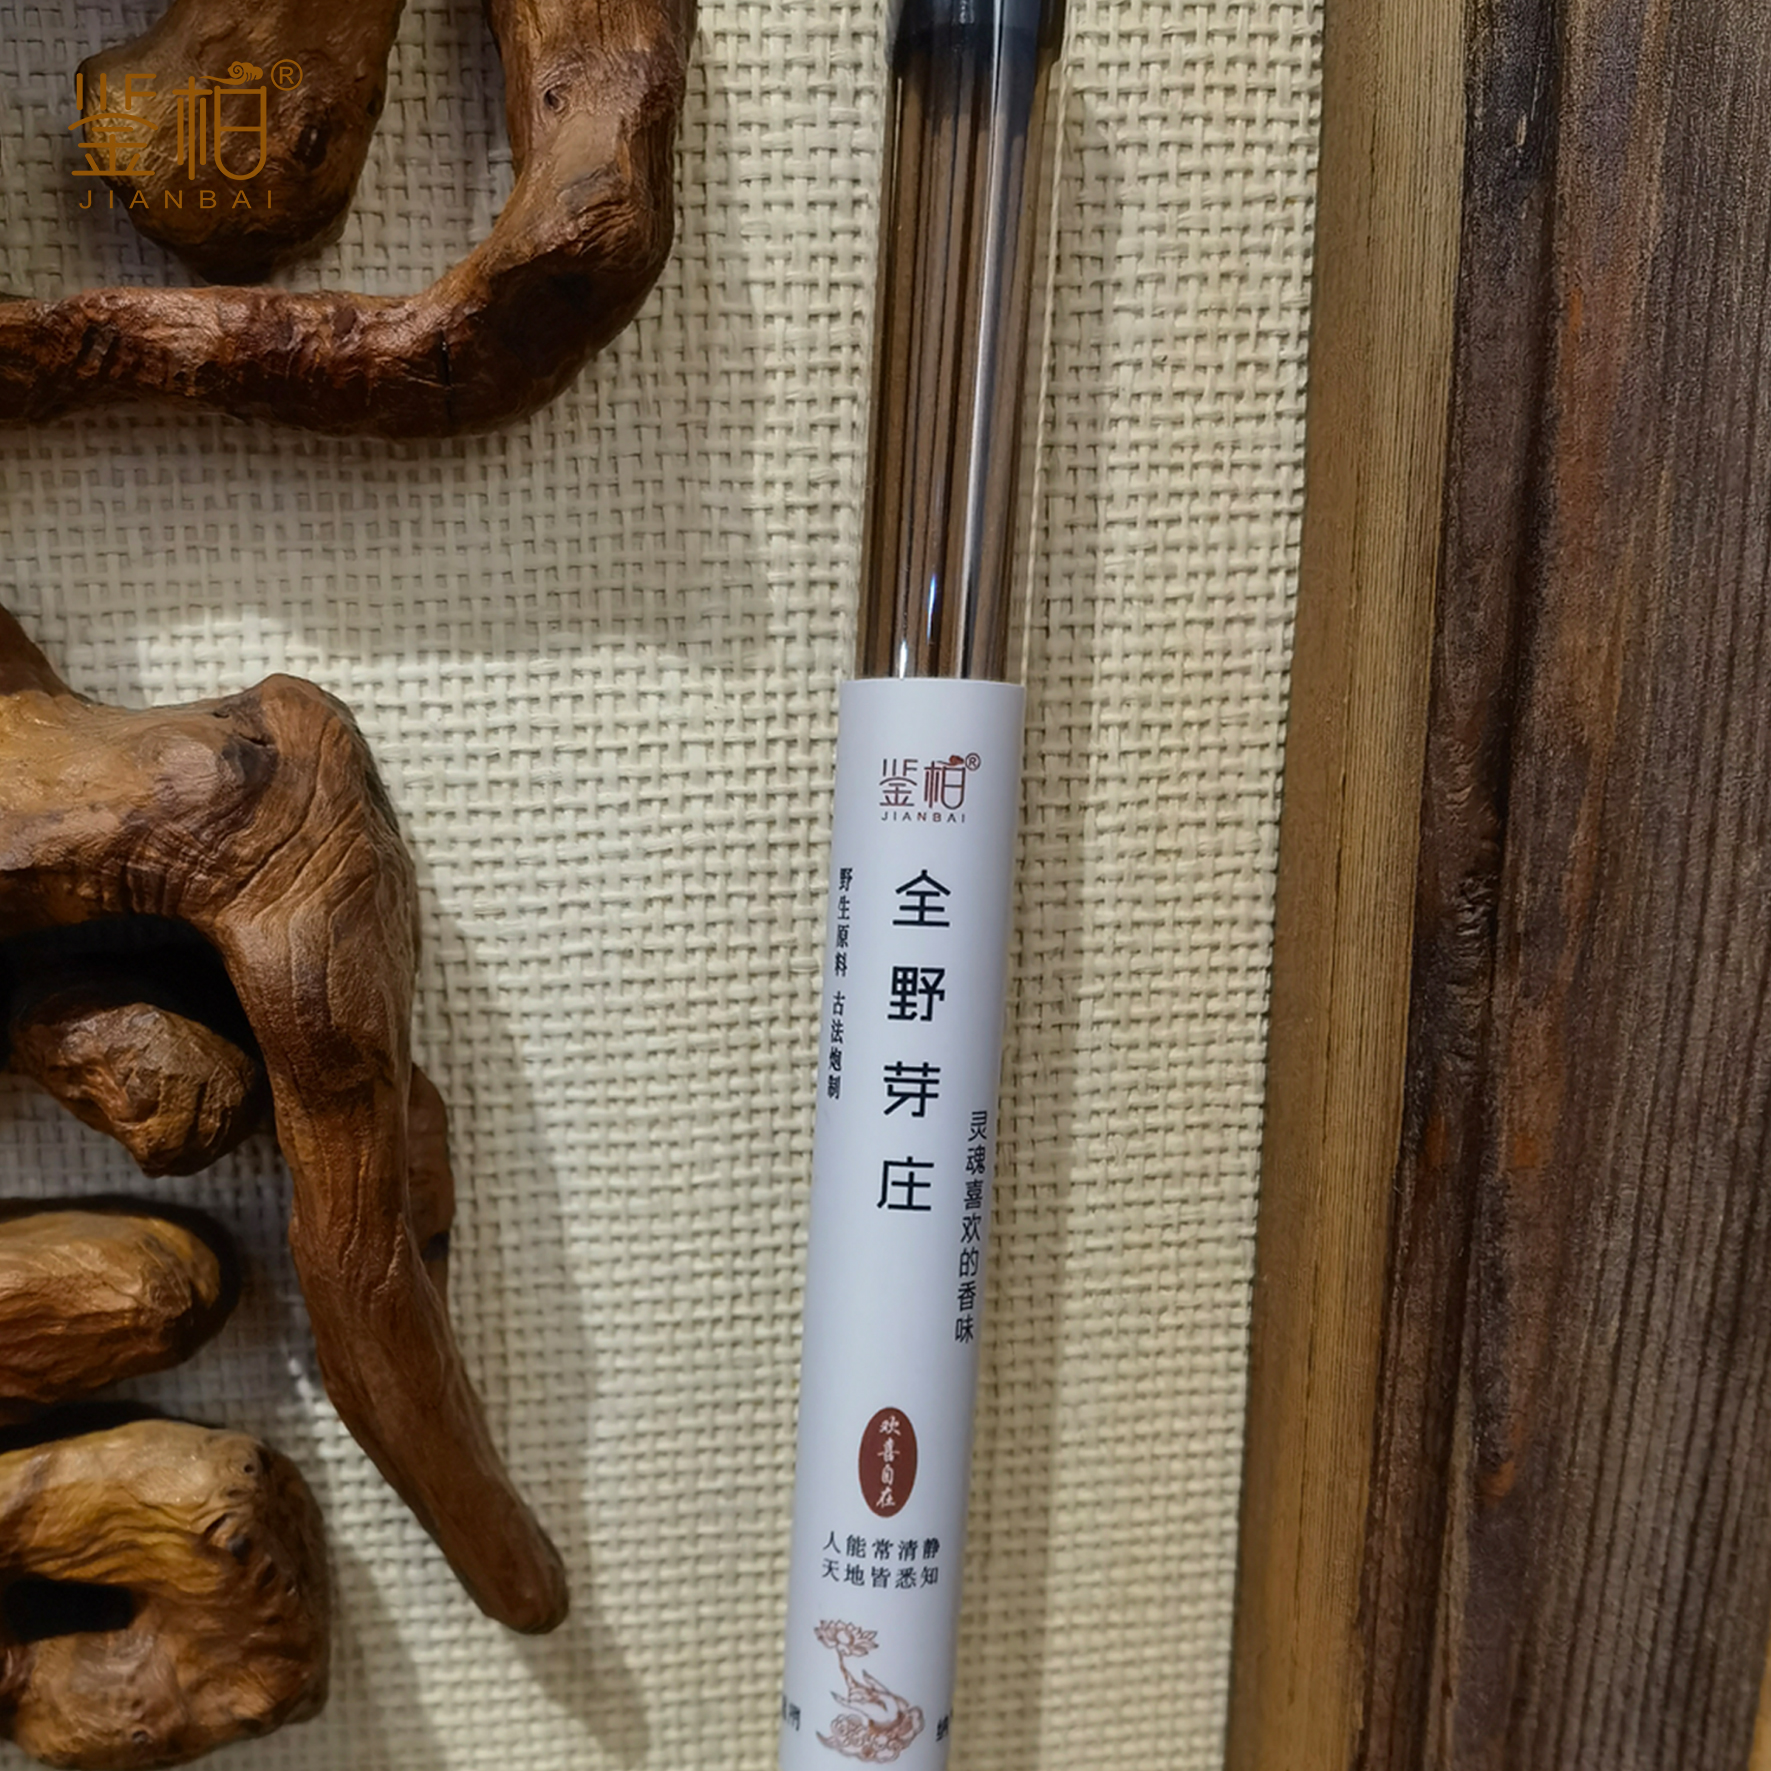 鉴柏®
JIANBAI
鉴柏®
JIANBAI
全野芽庄
野生原料 古法炮制
灵魂喜欢的香味
欢喜自在
人能常清静
天地皆悉知